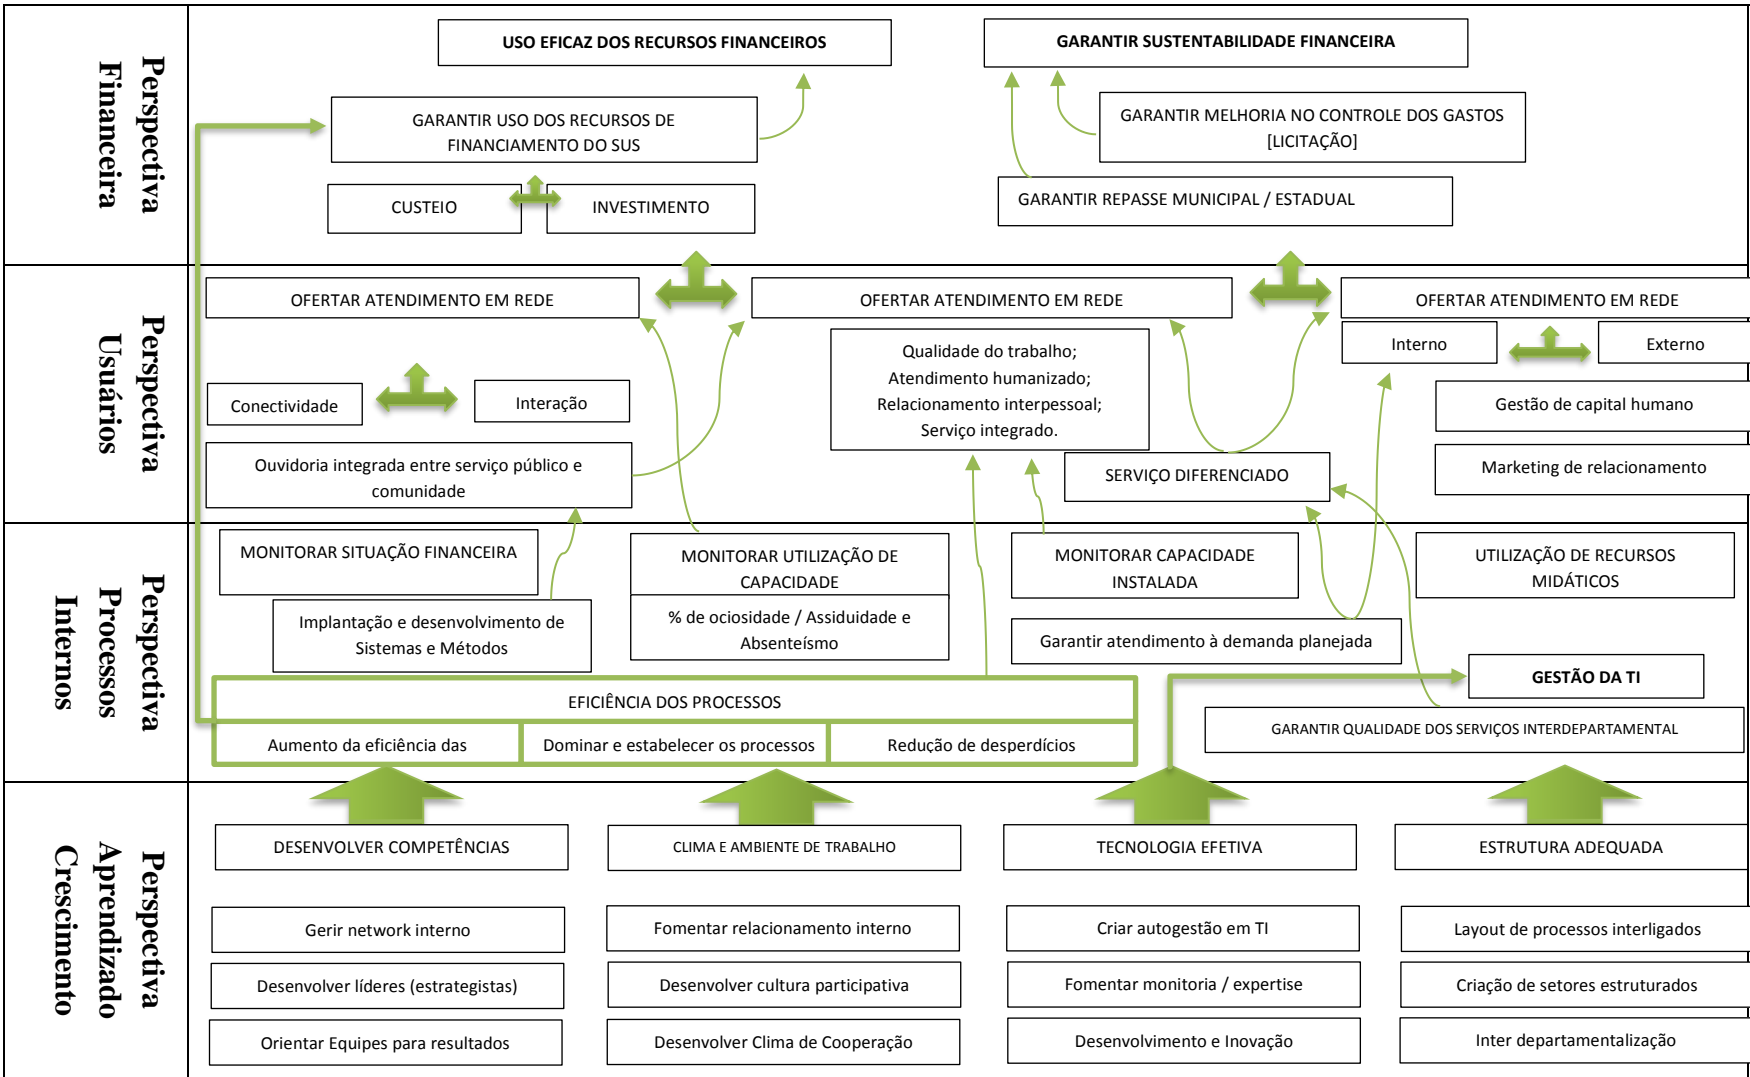 Perspectiva
Financeira
USO EFICAZ DOS RECURSOS FINANCEIROS
GARANTIR SUSTENTABILIDADE FINANCEIRA
GARANTIR USO DOS RECURSOS DE
FINANCIAMENTO DO SUS
GARANTIR MELHORIA NO CONTROLE DOS GASTOS
[LICITAÇÃO]
CUSTEIO
INVESTIMENTO
GARANTIR REPASSE MUNICIPAL / ESTADUAL
Perspectiva
Usuários
OFERTAR ATENDIMENTO EM REDE
OFERTAR ATENDIMENTO EM REDE
OFERTAR ATENDIMENTO EM REDE
Qualidade do trabalho;
Atendimento humanizado;
Relacionamento interpessoal;
Serviço integrado.
Interno
Externo
Conectividade
Interação
Gestão de capital humano
Ouvidoria integrada entre serviço público e
comunidade
SERVIÇO DIFERENCIADO
Marketing de relacionamento
Perspectiva
Processos
Internos
MONITORAR SITUAÇÃO FINANCEIRA
MONITORAR UTILIZAÇÃO DE
CAPACIDADE
MONITORAR CAPACIDADE
INSTALADA
UTILIZAÇÃO DE RECURSOS
MIDÁTICOS
Implantação e desenvolvimento de
Sistemas e Métodos
% de ociosidade / Assiduidade e
Absenteísmo
Garantir atendimento à demanda planejada
GESTÃO DA TI
EFICIÊNCIA DOS PROCESSOS
GARANTIR QUALIDADE DOS SERVIÇOS INTERDEPARTAMENTAL
Aumento da eficiência das
Dominar e estabelecer os processos
Redução de desperdícios
Perspectiva
Aprendizado
Crescimento
DESENVOLVER COMPETÊNCIAS
CLIMA E AMBIENTE DE TRABALHO
TECNOLOGIA EFETIVA
ESTRUTURA ADEQUADA
Gerir network interno
Fomentar relacionamento interno
Criar autogestão em TI
Layout de processos interligados
Desenvolver líderes (estrategistas)
Desenvolver cultura participativa
Fomentar monitoria / expertise
Criação de setores estruturados
Orientar Equipes para resultados
Desenvolver Clima de Cooperação
Desenvolvimento e Inovação
Inter departamentalização